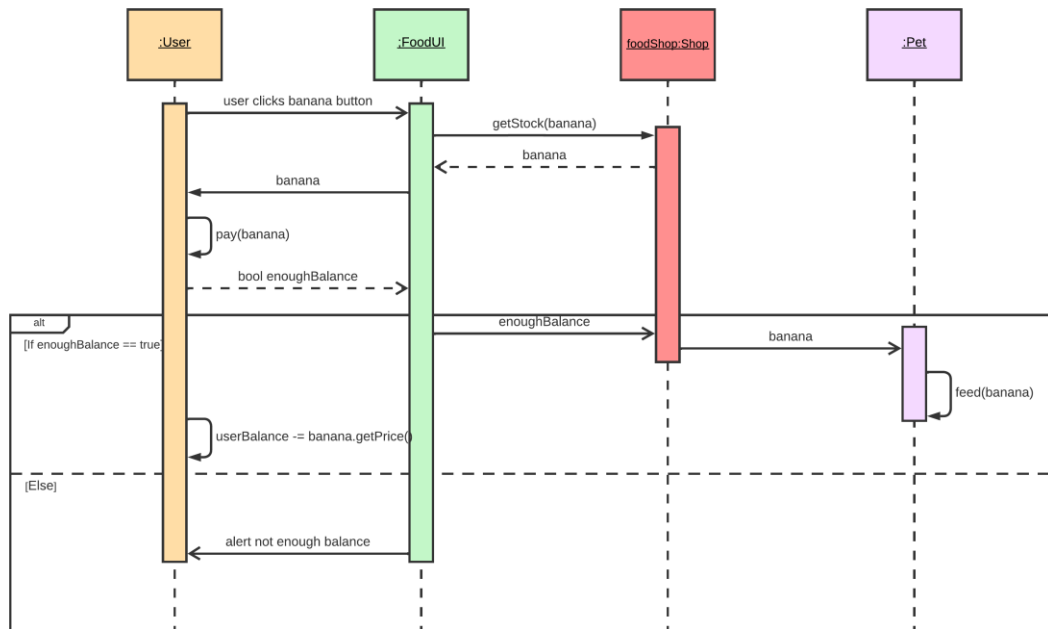 :User
:FoodUI
foodShop:Shop
:Pet
user clicks banana button
getStock(banana)
banana
banana
pay(banana)
bool enoughBalance
alt
enoughBalance
[If enoughBalance == true]
banana
feed(banana)
userBalance -= banana.getPrice()
[Else]
alert not enough balance